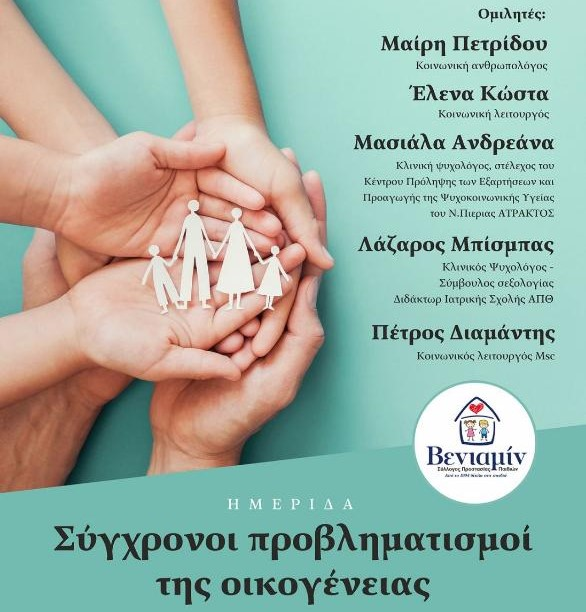 Ομιλητές:
Μαίρη Πετρίδου
Κοινωνική ανθρωπολόγος
Έλενα Κώστα
Κοινωνική λειτουργός
Μασιάλα Ανδρεάνα
Κλινική ψυχολόγος, στέλεχος του
Κέντρου Πρόληψης των Εξαρτήσεων και
Προαγωγής της Ψυχοκοινωνικής Υγείας
του Ν.Πιεριας ΑΤΡΑΚΤΟΣ
Λάζαρος Μπίσμπας
Κλινικός Ψυχολόγος -
Σύμβουλος σεξολογίας
Διδάκτωρ Ιατρικής Σχολής ΑΠΘ
Πέτρος Διαμάντης
Κοινωνικός λειτουργός Msc
Βενιαμίν
Σύλλογος Προστασίας Παιδιών
ΗΜΕΡΙΔΑ
Σύγχρονοι προβληματισμοί
της οικογένειας